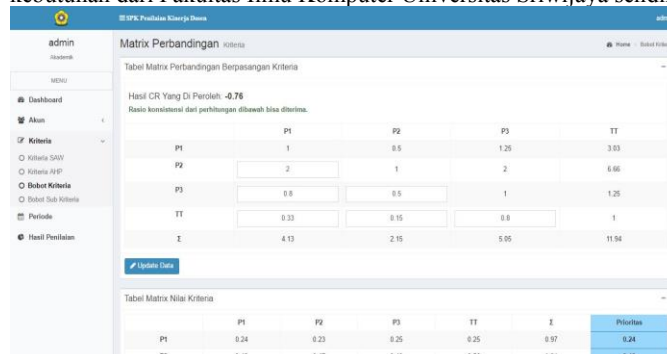 kebutuhan dari Fakultas Ilmu Komputer Universitas Sriwijaya
SPK Penilaian Kinerja Dosen
admin
Akademik
MENU
Dashboard
Akun
Kriteria
Kriteria SAW
Kriteria AHP
Bobot Kriteria
Bobot Sub Kriteria
Periode
Hasil Penilaian
Matrix Perbandingan Kriteria
Home
Tabel Matrix Perbandingan Berpasangan Kriteria
Hasil CR Yang Di Peroleh: -0.76
Rasio konsistensi dari perhitungan dibawah bisa diterima.
P1 P2 P3 TT
P1 1 0.5 1.25 3.03
P2 2 1 2 6.66
P3 0.8 0.5 1 1.25
TT 0.33 0.15 0.8 1
Σ 4.13 2.15 5.05 11.94
Update Data
Tabel Matrix Nilai Kriteria
P1 P2 P3 TT Σ Prioritas
P1 0.24 0.23 0.25 0.25 0.97 0.24